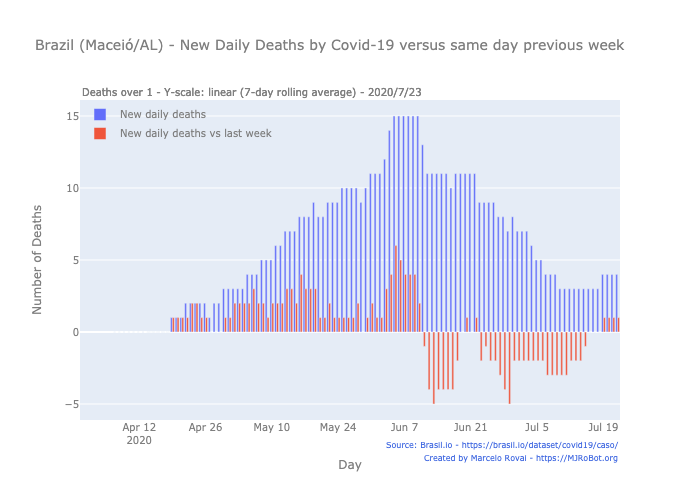 Brazil (Maceió/AL) - New Daily Deaths by Covid-19 versus same day previous week
Deaths over 1 - Y-scale: linear (7-day rolling average) - 2020/7/23
New daily deaths
New daily deaths vs last week
15
10
5
0
−5
Number of Deaths
Apr 12 Apr 26 May 10 May 24 Jun 7 Jun 21 Jul 5 Jul 19
2020
Day
Source: Brasil.io - https://brasil.io/dataset/covid19/caso/
Created by Marcelo Rovai - https://MJRoBot.org